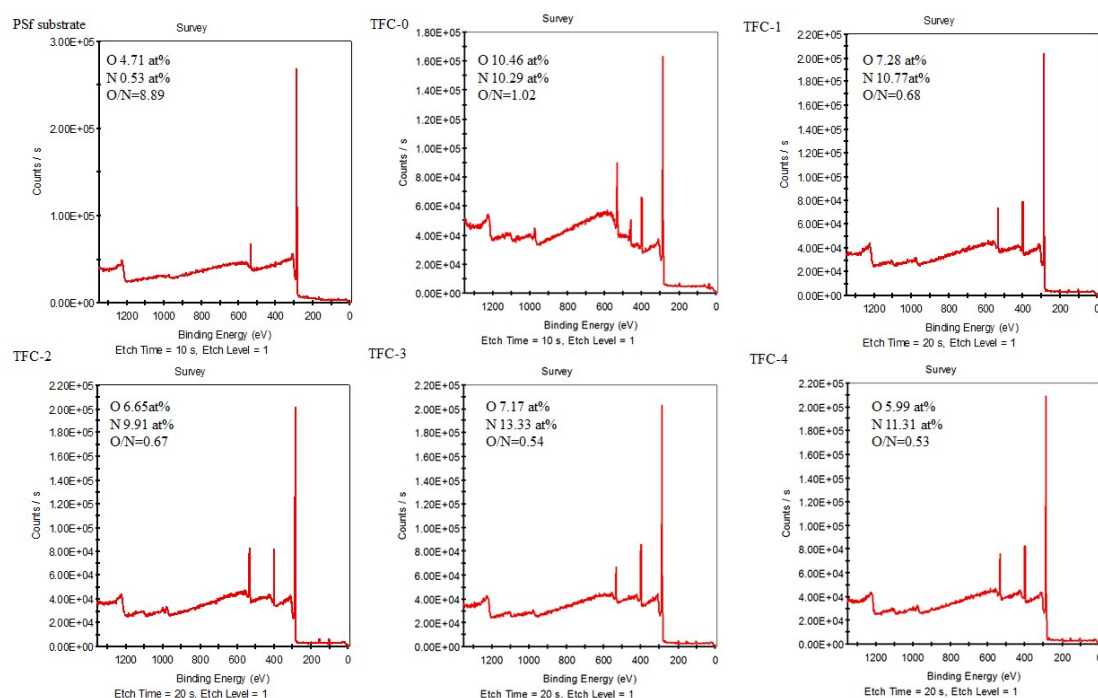 PSf substrate
Survey
O 4.71 at%
N 0.53 at%
O/N=8.89
3.00E+05
2.00E+05
1.00E+05
0.00E+00
Counts / s
1200 1000 800 600 400 200 0
Binding Energy (eV)
Etch Time = 10 s, Etch Level = 1
TFC-0
Survey
O 10.46 at%
N 10.29 at%
O/N=1.02
1.80E+05
1.60E+05
1.40E+05
1.20E+05
1.00E+05
8.00E+04
6.00E+04
4.00E+04
2.00E+04
0.00E+00
Counts / s
1200 1000 800 600 400 200 0
Binding Energy (eV)
Etch Time = 10 s, Etch Level = 1
TFC-1
Survey
O 7.28 at%
N 10.77at%
O/N=0.68
2.20E+05
2.00E+05
1.80E+05
1.60E+05
1.40E+05
1.20E+05
1.00E+05
8.00E+04
6.00E+04
4.00E+04
2.00E+04
0.00E+00
Counts / s
1200 1000 800 600 400 200 0
Binding Energy (eV)
Etch Time = 20 s, Etch Level = 1
TFC-2
Survey
O 6.65at%
N 9.91 at%
O/N=0.67
2.20E+05
2.00E+05
1.80E+05
1.60E+05
1.40E+05
1.20E+05
1.00E+05
8.00E+04
6.00E+04
4.00E+04
2.00E+04
0.00E+00
Counts / s
1200 1000 800 600 400 200 0
Binding Energy (eV)
Etch Time = 20 s, Etch Level = 1
TFC-3
Survey
O 7.17 at%
N 13.33 at%
O/N=0.54
2.20E+05
2.00E+05
1.80E+05
1.60E+05
1.40E+05
1.20E+05
1.00E+05
8.00E+04
6.00E+04
4.00E+04
2.00E+04
0.00E+00
Counts / s
1200 1000 800 600 400 200 0
Binding Energy (eV)
Etch Time = 20 s, Etch Level = 1
TFC-4
Survey
O 5.99 at%
N 11.31 at%
O/N=0.53
2.20E+05
2.00E+05
1.80E+05
1.60E+05
1.40E+05
1.20E+05
1.00E+05
8.00E+04
6.00E+04
4.00E+04
2.00E+04
0.00E+00
Counts / s
1200 1000 800 600 400 200 0
Binding Energy (eV)
Etch Time = 20 s, Etch Level = 1